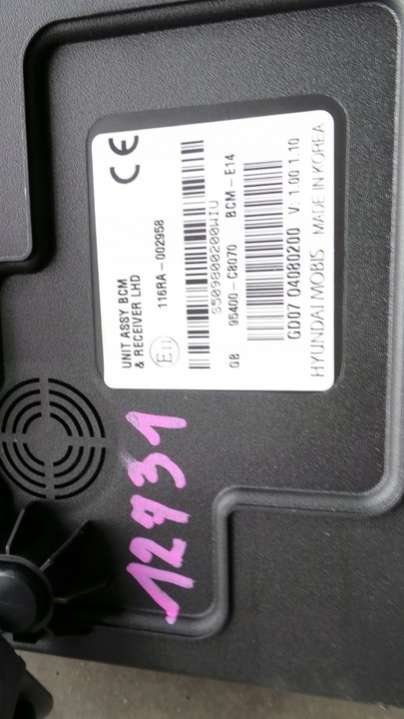 CE
UNIT ASSY BCM
& RECEIVER LHD
E11
116RA-002958
S509800200WIU
GB 95400-C8070 BCM-E14
GD07 04080200 V: 1.00 1.10
HYUNDAI MOBIS MADE IN KOREA
12931